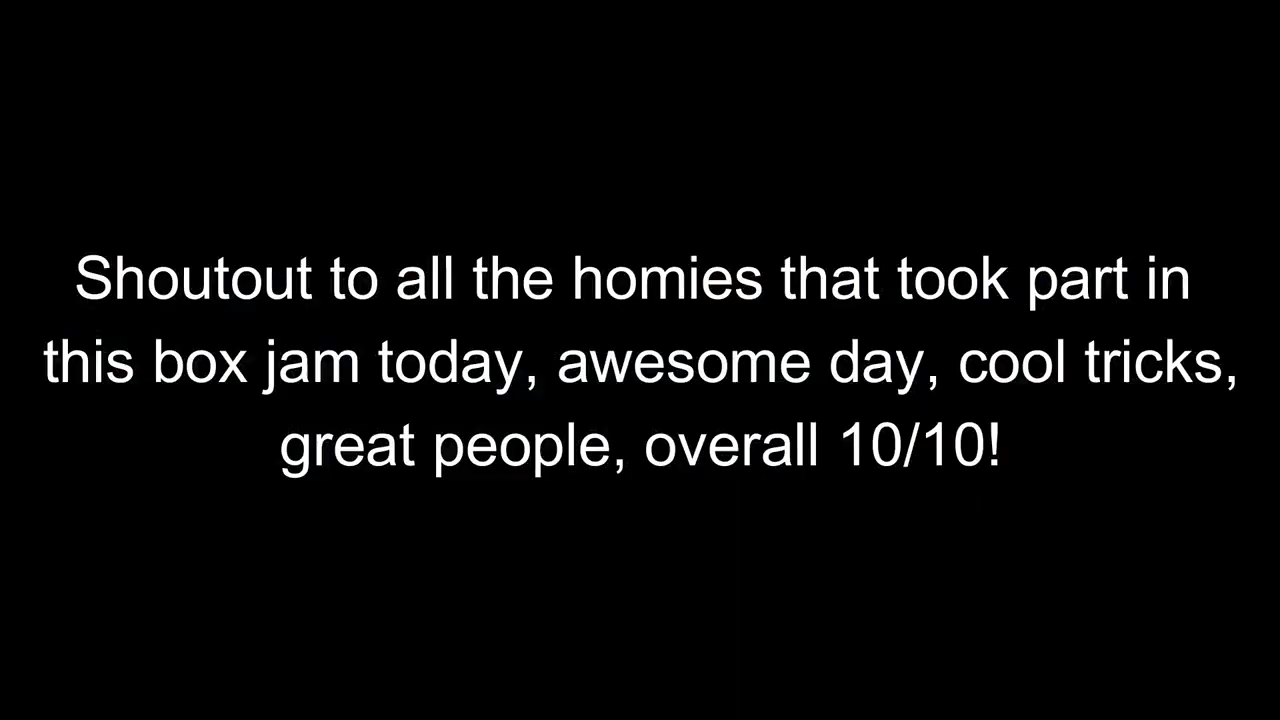 Shoutout to all the homies that took part in
this box jam today, awesome day, cool tricks,
great people, overall 10/10!